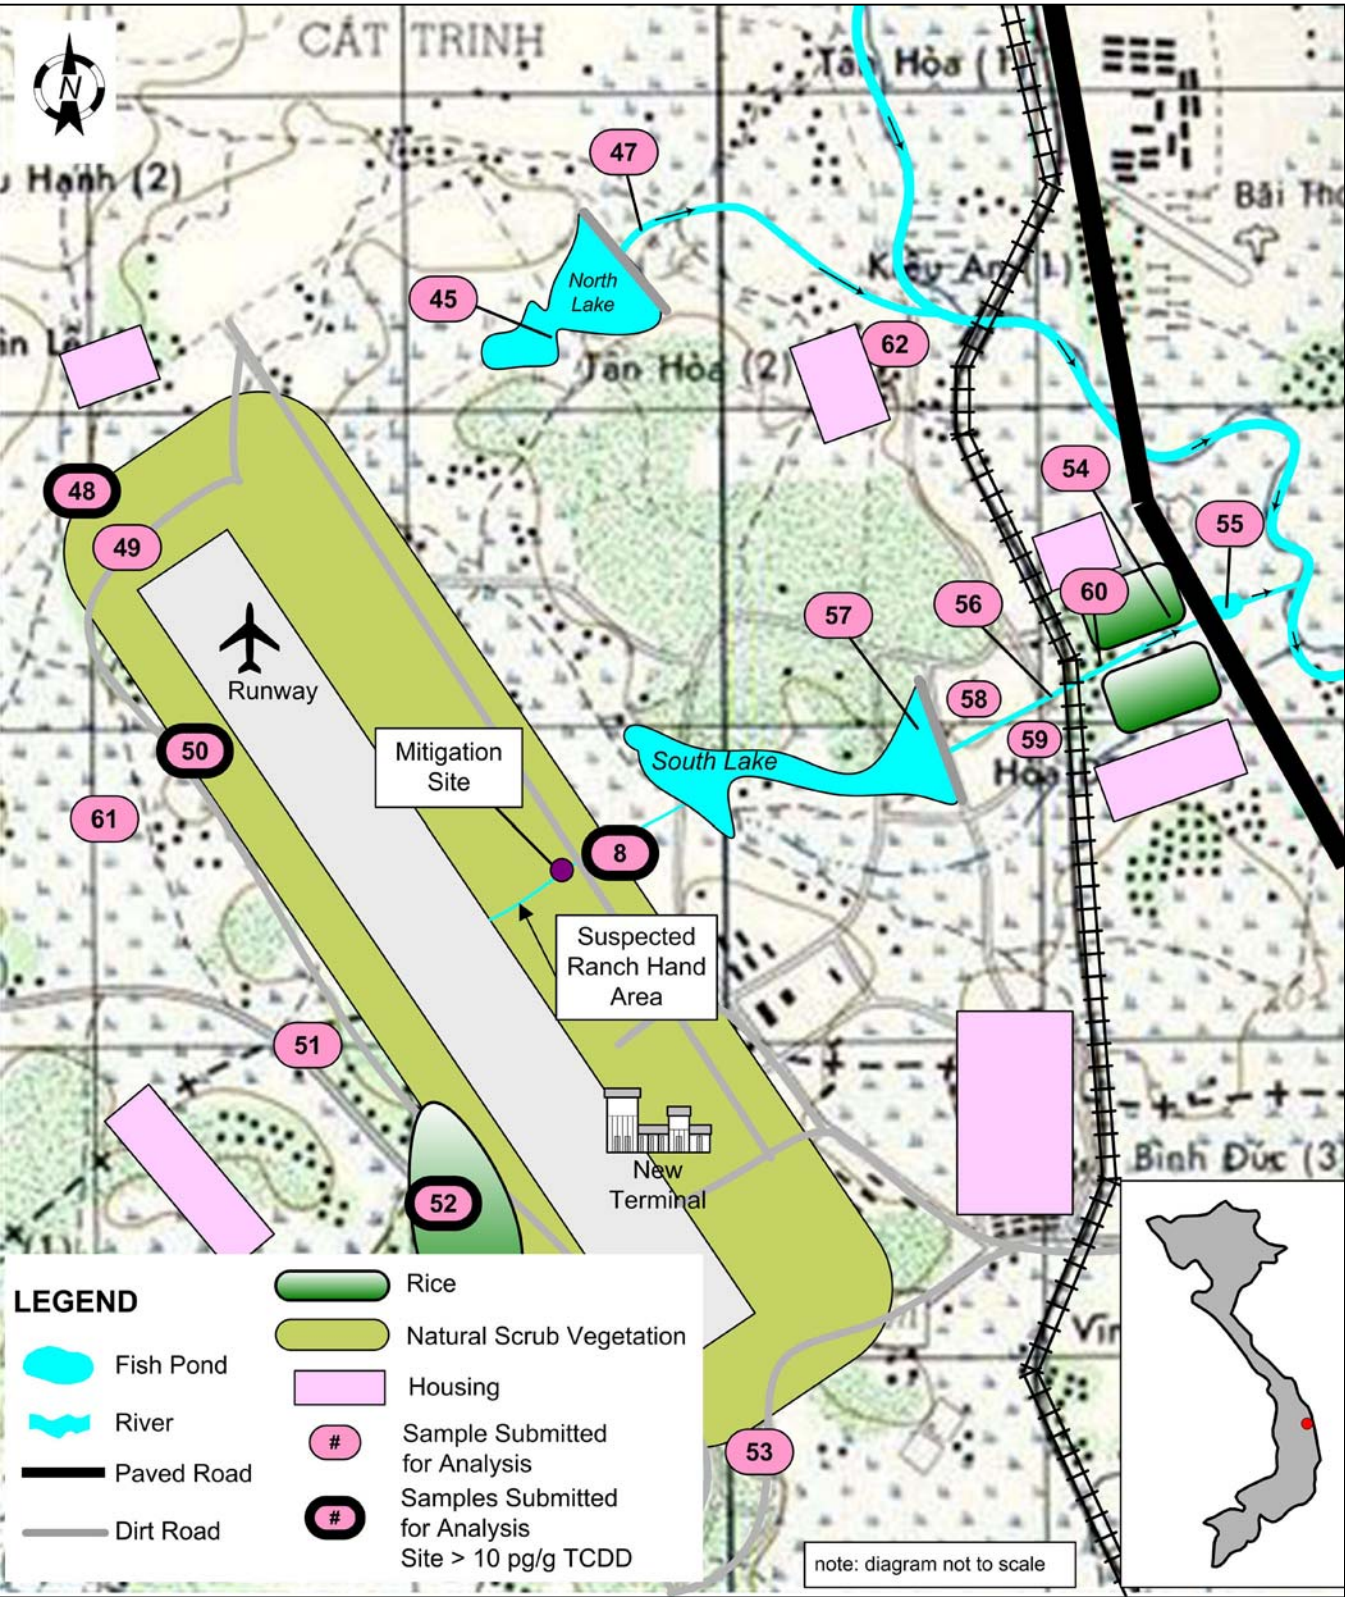 N
CÁT TRINH
Tân Hòa (1
Hạnh (2)
47
Bãi Thọ
45
North
Lake
Kiều An (1)
62
Tân Hòa (2)
54
48
55
49
60
57
56
Runway
58
50
59
Mitigation
Site
South Lake
61
8
Suspected
Ranch Hand
Area
51
New
Terminal
52
Bình Đức (3
53
LEGEND
Fish Pond
River
Paved Road
Dirt Road
Rice
Natural Scrub Vegetation
Housing
# Sample Submitted
for Analysis
# Samples Submitted
for Analysis
Site > 10 pg/g TCDD
note: diagram not to scale